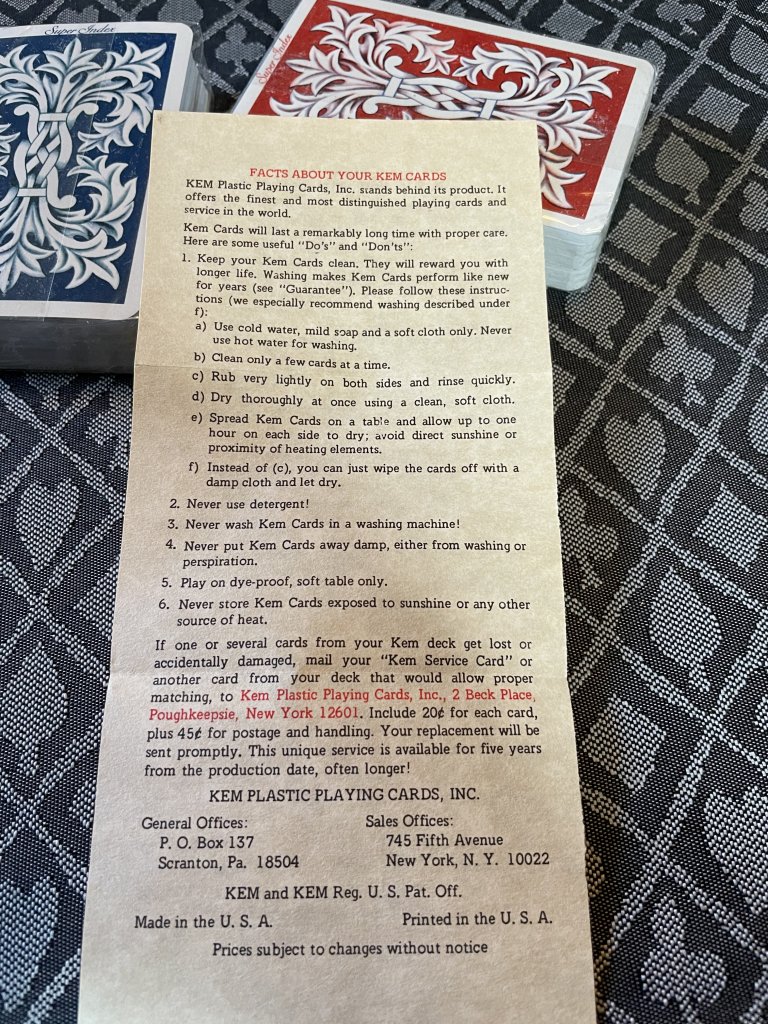 Super Index
Super Index
FACTS ABOUT YOUR KEM CARDS
KEM Plastic Playing Cards, Inc. stands behind its product. It
offers the finest and most distinguished playing cards and
service in the world.
Kem Cards will last a remarkably long time with proper care.
Here are some useful "Do's" and "Don'ts":
1. Keep your Kem Cards clean. They will reward you with
longer life. Washing makes Kem Cards perform like new
for years (see "Guarantee"). Please follow these instruc-
tions (we especially recommend washing described under
f):
a) Use cold water, mild soap and a soft cloth only. Never
use hot water for washing.
b) Clean only a few cards at a time.
c) Rub very lightly on both sides and rinse quickly.
d) Dry thoroughly at once using a clean, soft cloth.
e) Spread Kem Cards on a table and allow up to one
hour on each side to dry; avoid direct sunshine or
proximity of heating elements.
f) Instead of (c), you can just wipe the cards off with a
damp cloth and let dry.
2. Never use detergent!
3. Never wash Kem Cards in a washing machine!
4. Never put Kem Cards away damp, either from washing or
perspiration.
5. Play on dye-proof, soft table only.
6. Never store Kem Cards exposed to sunshine or any other
source of heat.
If one or several cards from your Kem deck get lost or
accidentally damaged, mail your "Kem Service Card" or
another card from your deck that would allow proper
matching, to Kem Plastic Playing Cards, Inc., 2 Beck Place,
Poughkeepsie, New York 12601. Include 20¢ for each card,
plus 45¢ for postage and handling. Your replacement will be
sent promptly. This unique service is available for five years
from the production date, often longer!
KEM PLASTIC PLAYING CARDS, INC.
General Offices:
P. O. Box 137
Scranton, Pa. 18504
Sales Offices:
745 Fifth Avenue
New York, N. Y. 10022
KEM and KEM Reg. U. S. Pat. Off.
Made in the U. S. A.
Printed in the U. S. A.
Prices subject to changes without notice